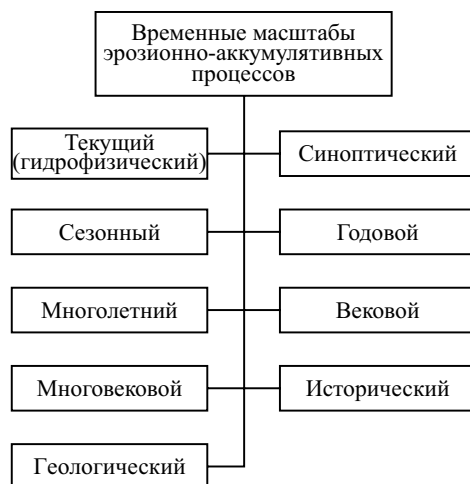 Временные масштабы
эрозионно-аккумулятивных
процессов
Текущий
(гидрофизический)
Синоптический
Сезонный
Годовой
Многолетний
Вековой
Многовековой
Исторический
Геологический